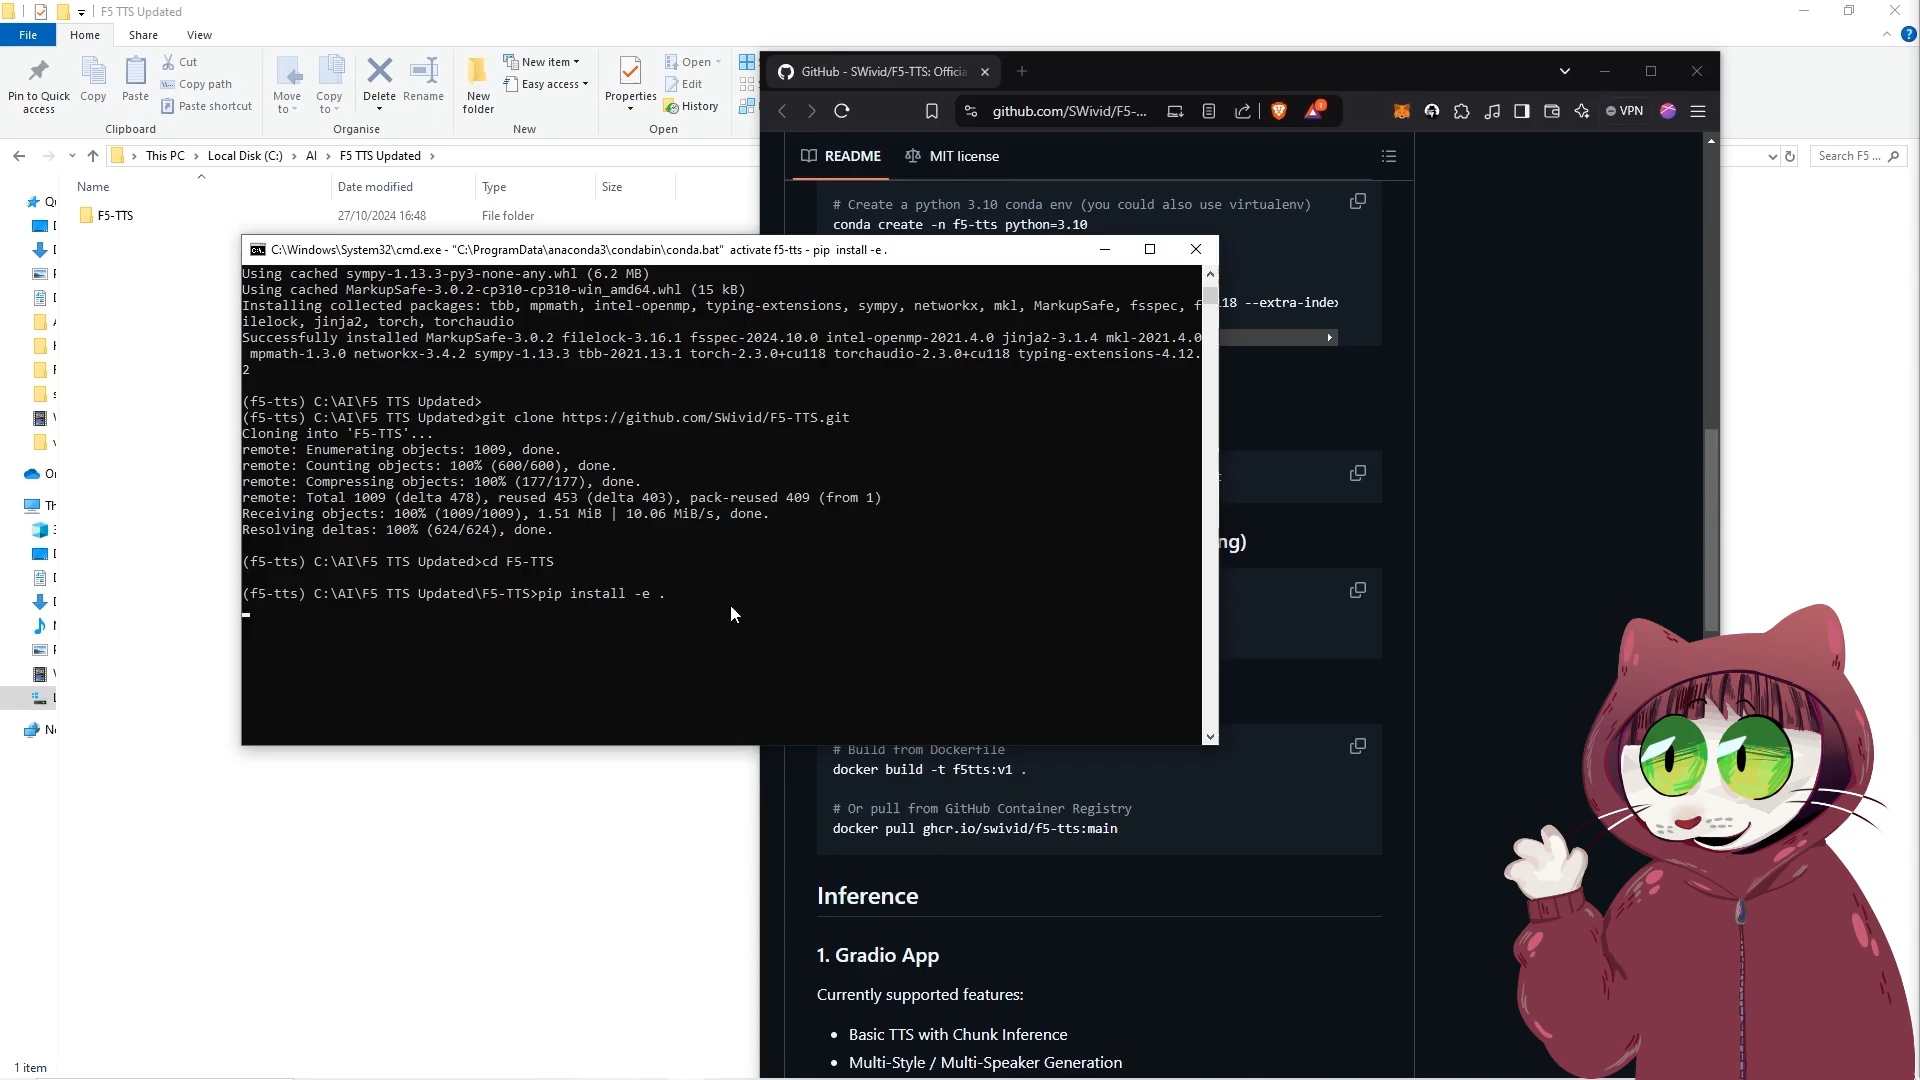 F5 TTS Updated
File
Home
Share
View
Pin to Quick access
Copy
Paste
Cut
Copy path
Paste shortcut
Clipboard
Move to
Copy to
Delete
Rename
Organise
New folder
New item
Easy access
New
Properties
Open
Edit
History
Open
This PC
Local Disk (C:)
AI
F5 TTS Updated
Search F5 ...
Name
Date modified
Type
Size
F5-TTS
27/10/2024 16:48
File folder
1 item
GitHub - SWivid/F5-TTS: Officia
github.com/SWivid/F5-...
1
VPN
README
MIT license
# Create a python 3.10 conda env (you could also use virtualenv)
conda create -n f5-tts python=3.10
18 --extra-index
ng)
C:\Windows\System32\cmd.exe - "C:\ProgramData\anaconda3\condabin\conda.bat" activate f5-tts - pip install -e .
Using cached sympy-1.13.3-py3-none-any.whl (6.2 MB)
Using cached MarkupSafe-3.0.2-cp310-cp310-win_amd64.whl (15 kB)
Installing collected packages: tbb, mpmath, intel-openmp, typing-extensions, sympy, networkx, mkl, MarkupSafe, fsspec, f
ilelock, jinja2, torch, torchaudio
Successfully installed MarkupSafe-3.0.2 filelock-3.16.1 fsspec-2024.10.0 intel-openmp-2021.4.0 jinja2-3.1.4 mkl-2021.4.0
mpmath-1.3.0 networkx-3.4.2 sympy-1.13.3 tbb-2021.13.1 torch-2.3.0+cu118 torchaudio-2.3.0+cu118 typing-extensions-4.12.
2
(f5-tts) C:\AI\F5 TTS Updated>
(f5-tts) C:\AI\F5 TTS Updated>git clone https://github.com/SWivid/F5-TTS.git
Cloning into 'F5-TTS'...
remote: Enumerating objects: 1009, done.
remote: Counting objects: 100% (600/600), done.
remote: Compressing objects: 100% (177/177), done.
remote: Total 1009 (delta 478), reused 453 (delta 403), pack-reused 409 (from 1)
Receiving objects: 100% (1009/1009), 1.51 MiB | 10.06 MiB/s, done.
Resolving deltas: 100% (624/624), done.
(f5-tts) C:\AI\F5 TTS Updated>cd F5-TTS
(f5-tts) C:\AI\F5 TTS Updated\F5-TTS>pip install -e .
# Build from Dockerfile
docker build -t f5tts:v1 .
# Or pull from GitHub Container Registry
docker pull ghcr.io/swivid/f5-tts:main
Inference
1. Gradio App
Currently supported features:
• Basic TTS with Chunk Inference
• Multi-Style / Multi-Speaker Generation